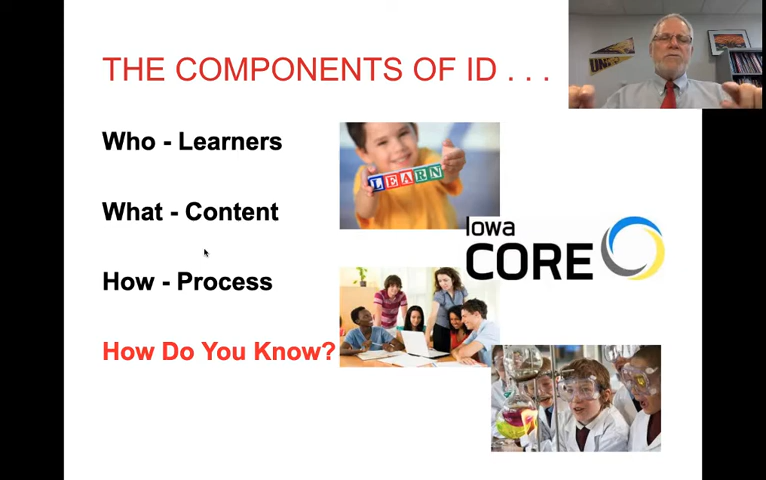 THE COMPONENTS OF ID . . .
Who - Learners
LEARN
What - Content
Iowa
CORE
How - Process
How Do You Know?